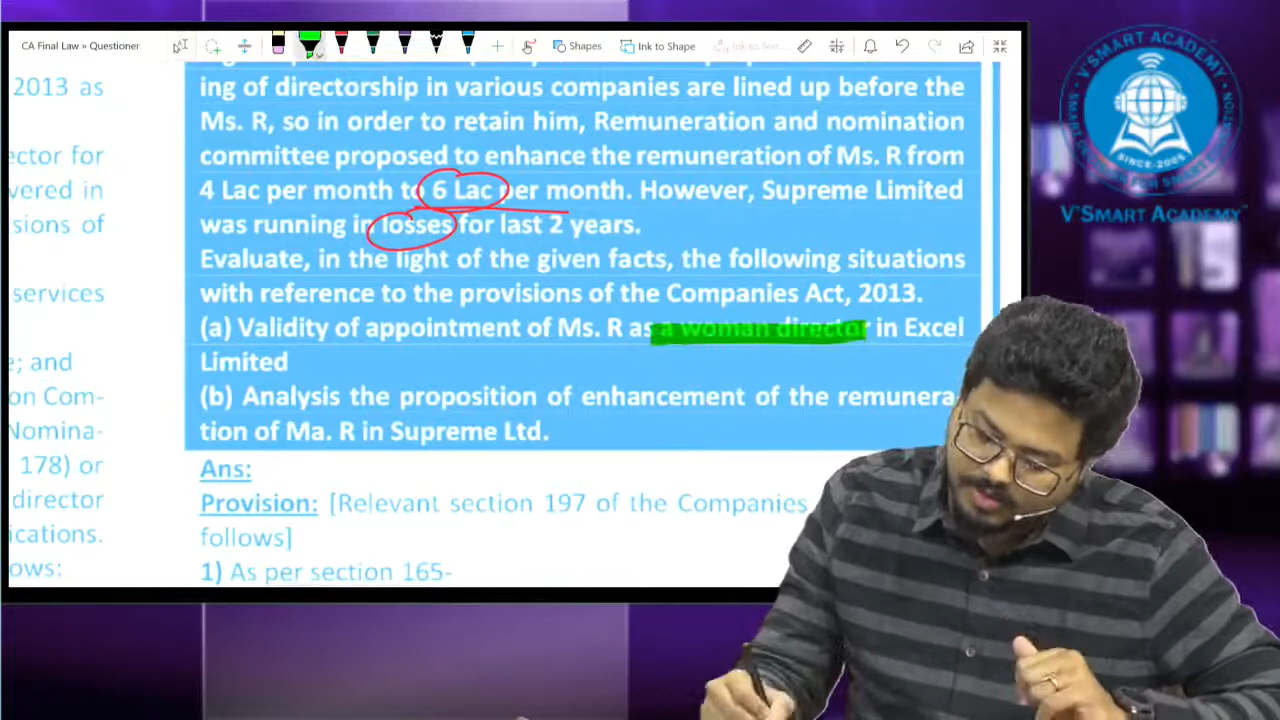 CA Final Law » Questioner
Shapes
Ink to Shape
Ink to Text
2013 as
ector for
vered in
sions of
services
e; and
on Com-
Nomina-
178) or
director
ications.
ows:
ing of directorship in various companies are lined up before the
Ms. R, so in order to retain him, Remuneration and nomination
committee proposed to enhance the remuneration of Ms. R from
4 Lac per month to 6 Lac per month. However, Supreme Limited
was running in losses for last 2 years.
Evaluate, in the light of the given facts, the following situations
with reference to the provisions of the Companies Act, 2013.
(a) Validity of appointment of Ms. R as a woman director in Excel
Limited
(b) Analysis the proposition of enhancement of the remunera-
tion of Ma. R in Supreme Ltd.
Ans:
Provision: [Relevant section 197 of the Companies
follows]
1) As per section 165-
V'SMART ACADEMY
SINCE-2005
V'SMART ACADEMY